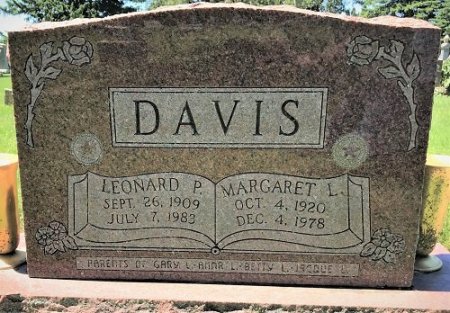 DAVIS
LEONARD P.
SEPT. 26, 1909
JULY 7, 1983
MARGARET L.
OCT. 4, 1920
DEC. 4, 1978
PARENTS OF GARY L - ANNA L - BETTY L - JACQUE L